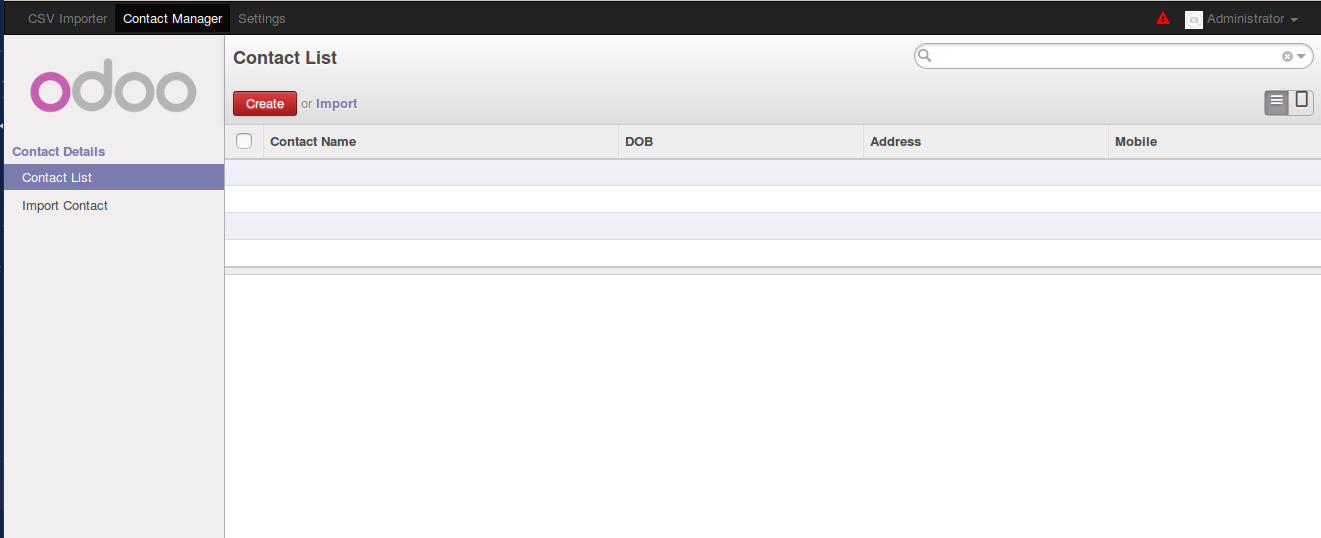 CSV Importer Contact Manager Settings Administrator
odoo
Contact List
Create or Import
Contact Details
Contact List
Import Contact
Contact Name DOB Address Mobile